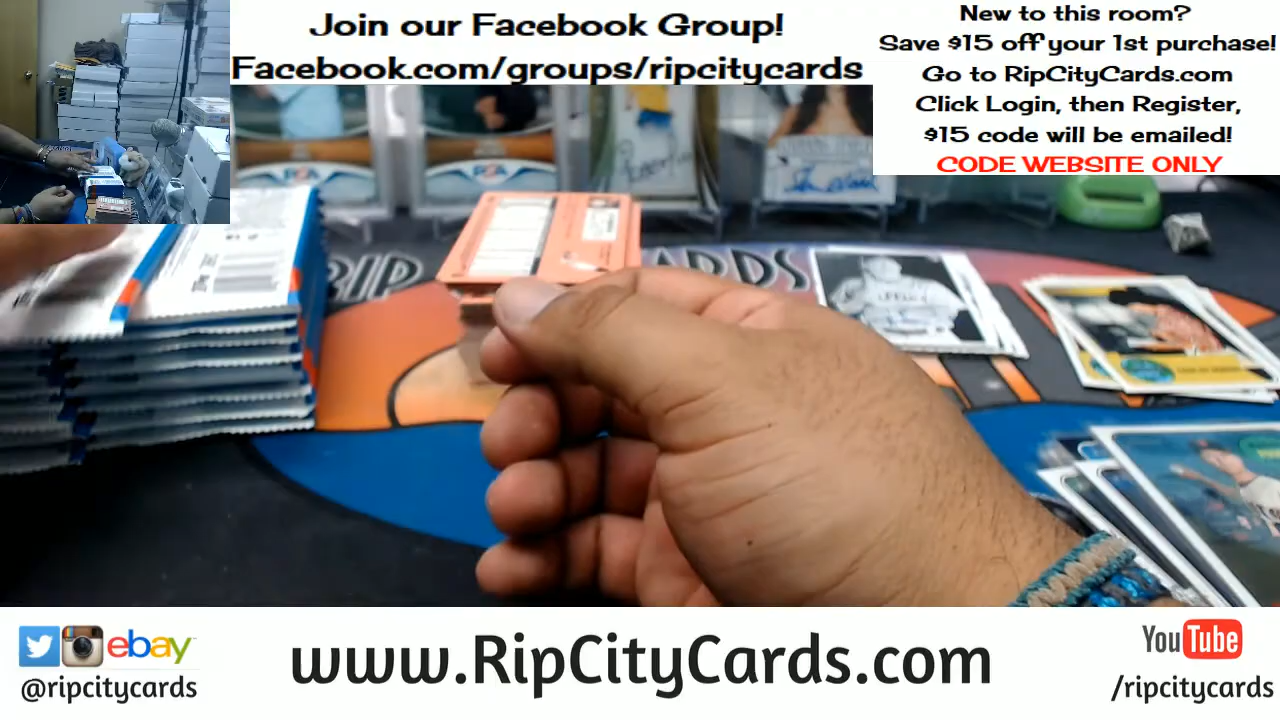 Join our Facebook Group!
Facebook.com/groups/ripcitycards
New to this room?
Save $15 off your 1st purchase!
Go to RipCityCards.com
Click Login, then Register,
$15 code will be emailed!
CODE WEBSITE ONLY
RIP CARDS
ebay
@ripcitycards
www.RipCityCards.com
YouTube
/ripcitycards